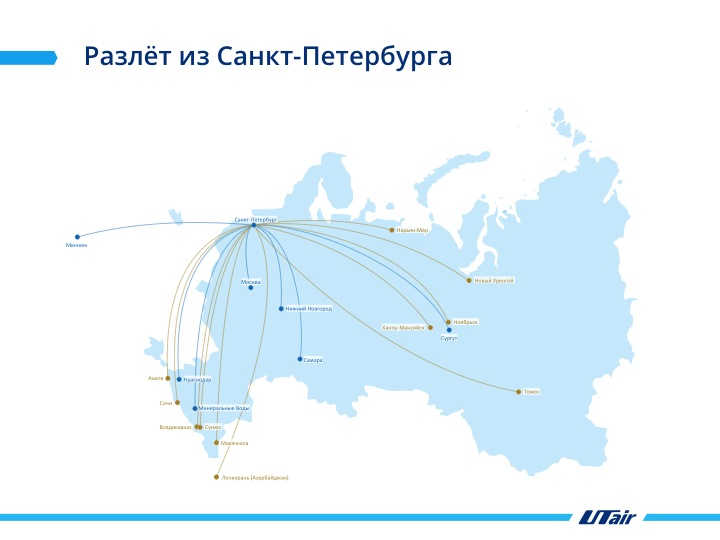 Разлёт из Санкт-Петербурга
Санкт-Петербург
Нарьян-Мар
Мюнхен
Москва
Новый Уренгой
Нижний Новгород
Ноябрьск
Ханты-Мансийск
Сургут
Самара
Анапа
Краснодар
Томск
Сочи
Минеральные Воды
Владикавказ
Сунжа
Махачкала
Ленкорань (Азербайджан)
UTair